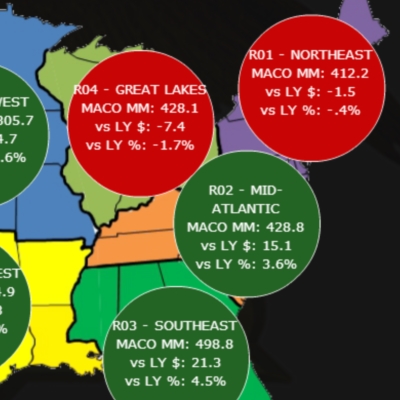 R01 - NORTHEAST
MACO MM: 412.2
vs LY $: -1.5
vs LY %: -.4%
R04 - GREAT LAKES
MACO MM: 428.1
vs LY $: -7.4
vs LY %: -1.7%
EST
305.7
4.7
.6%
R02 - MID-
ATLANTIC
MACO MM: 428.8
vs LY $: 15.1
vs LY %: 3.6%
EST
.9
%
R03 - SOUTHEAST
MACO MM: 498.8
vs LY $: 21.3
vs LY %: 4.5%